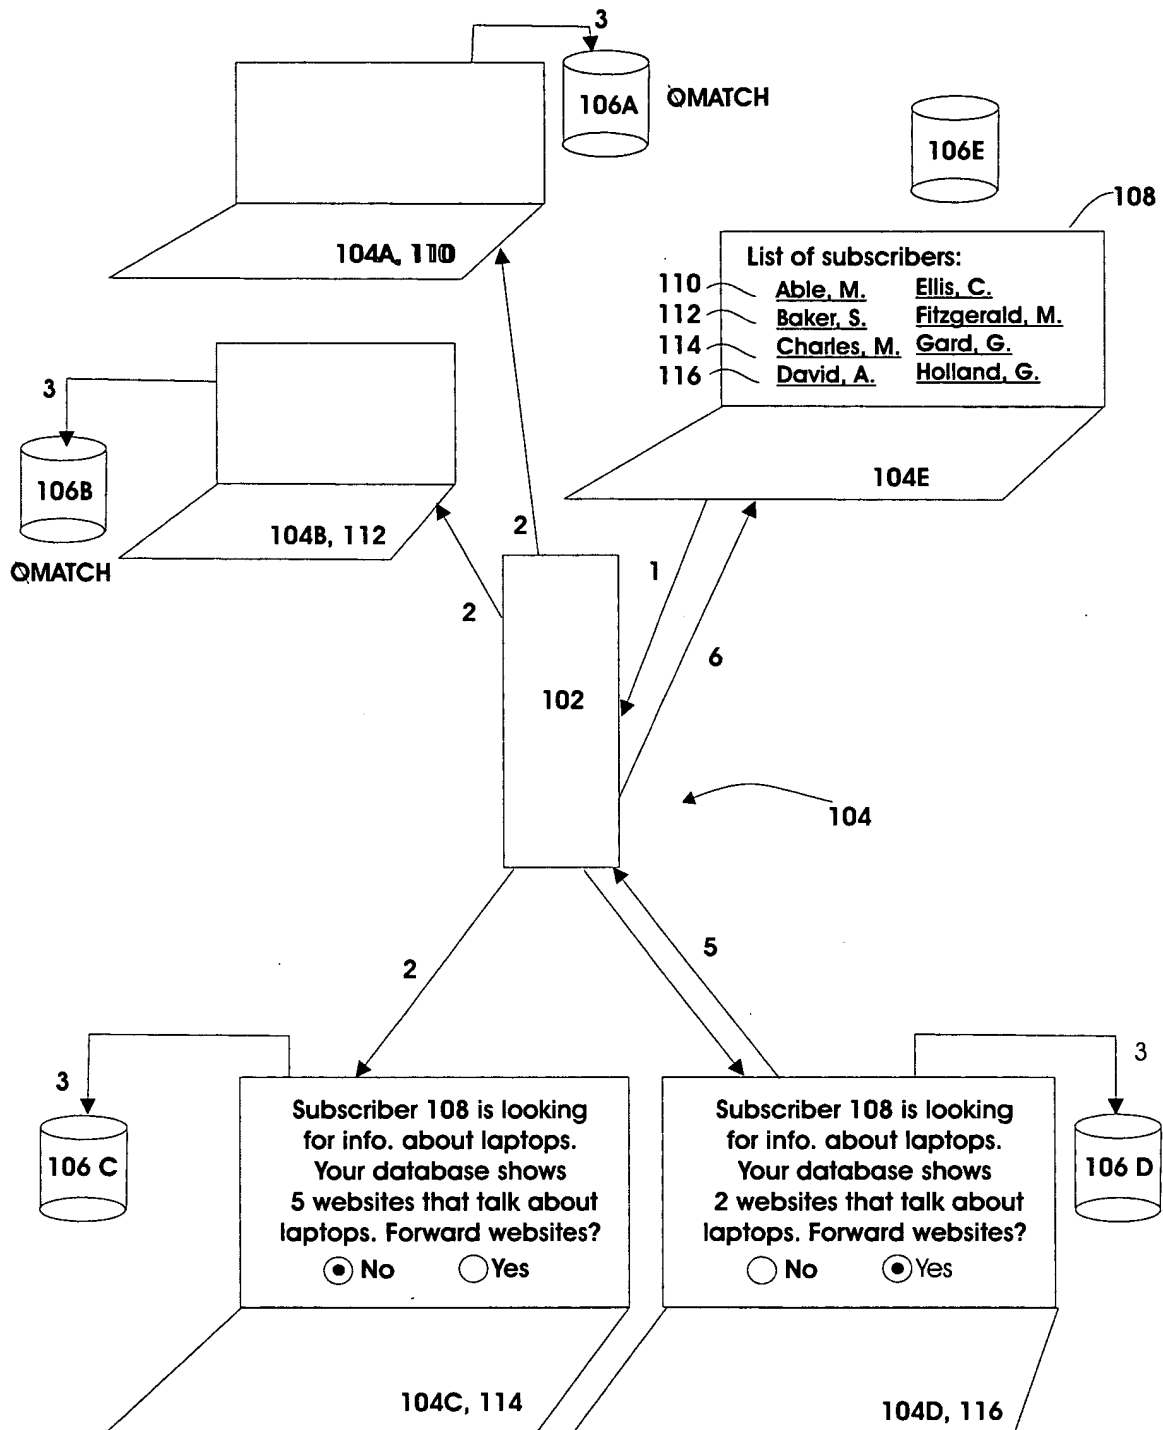 3
106A
ꝊMATCH
106E
108
104A, 110
List of subscribers:
110 Able, M. Ellis, C.
112 Baker, S. Fitzgerald, M.
114 Charles, M. Gard, G.
116 David, A. Holland, G.
104E
3
106B
ꝊMATCH
104B, 112
2
2
1
6
102
104
2
5
3
106 C
Subscriber 108 is looking
for info. about laptops.
Your database shows
5 websites that talk about
laptops. Forward websites?
No Yes
104C, 114
3
106 D
Subscriber 108 is looking
for info. about laptops.
Your database shows
2 websites that talk about
laptops. Forward websites?
No Yes
104D, 116